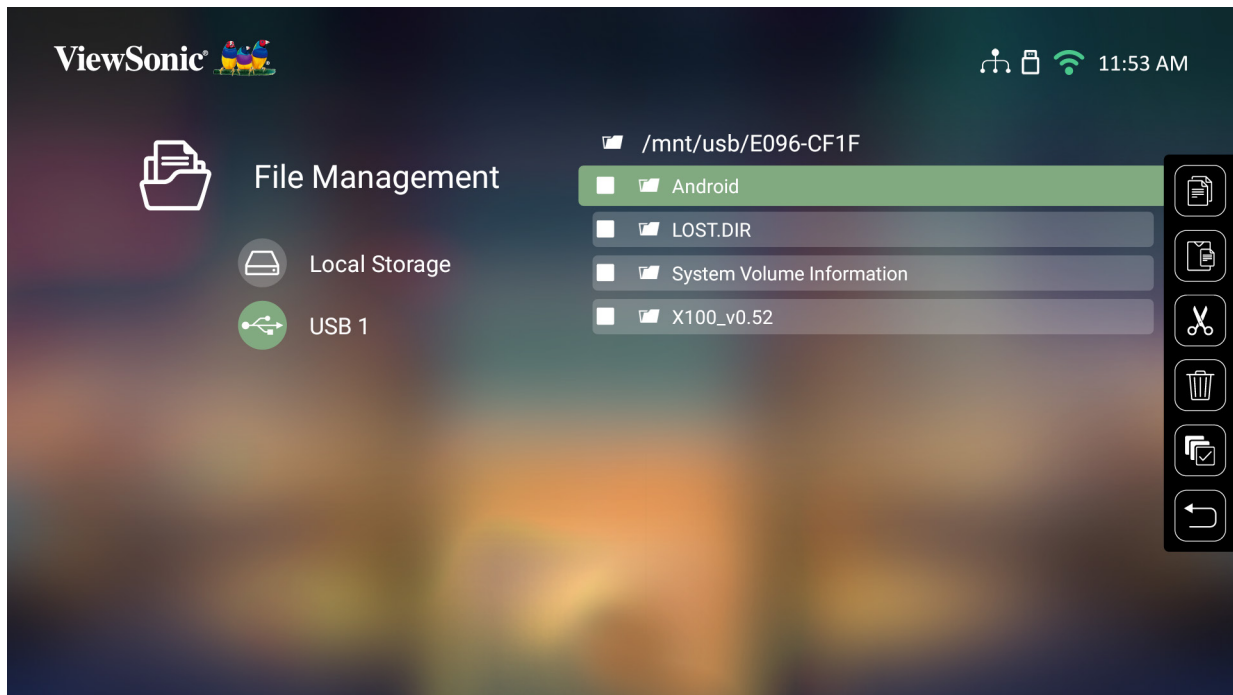 ViewSonic®
11:53 AM
/mnt/usb/E096-CF1F
File Management
Android
LOST.DIR
Local Storage
System Volume Information
USB 1
X100_v0.52